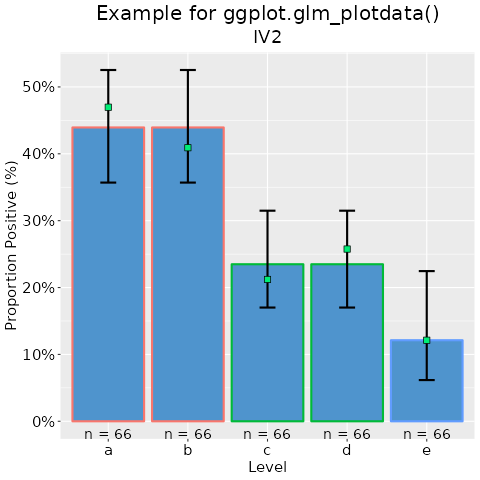 Example for ggplot.glm_plotdata()
IV2
Proportion Positive (%)
50%
40%
30%
20%
10%
0%
n = 66 n = 66 n = 66 n = 66 n = 66
a b c d e
Level